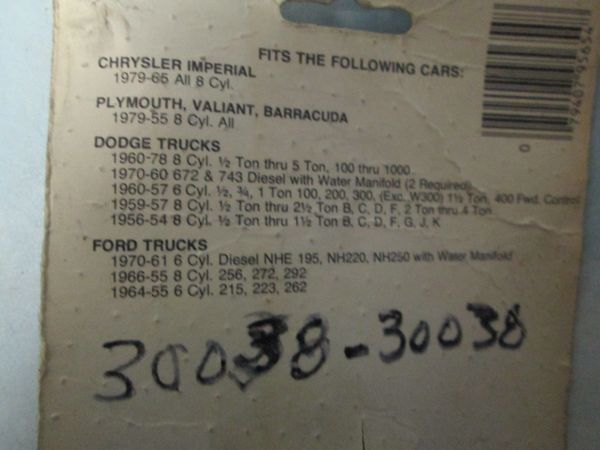 FITS THE FOLLOWING CARS:
CHRYSLER IMPERIAL
1979-65 All 8 Cyl.
PLYMOUTH, VALIANT, BARRACUDA
1979-55 8 Cyl. All
DODGE TRUCKS
1960-78 8 Cyl. ½ Ton thru 5 Ton, 100 thru 1000
1970-60 672 & 743 Diesel with Water Manifold (2 Required)
1960-57 6 Cyl. ½, ¾, 1 Ton 100, 200, 300, (Exc. W300) 1½ Ton, 400 Fwd. Control
1959-57 8 Cyl. ½ Ton thru 2½ Ton B, C, D, F, 2 Ton thru 4 Ton
1956-54 8 Cyl. ½ Ton thru 1½ Ton B, C, D, F, G, J, K
FORD TRUCKS
1970-61 6 Cyl. Diesel NHE 195, NH220, NH250 with Water Manifold
1966-55 8 Cyl. 256, 272, 292
1964-55 6 Cyl. 215, 223, 262
30038-30038
0
79407 95654